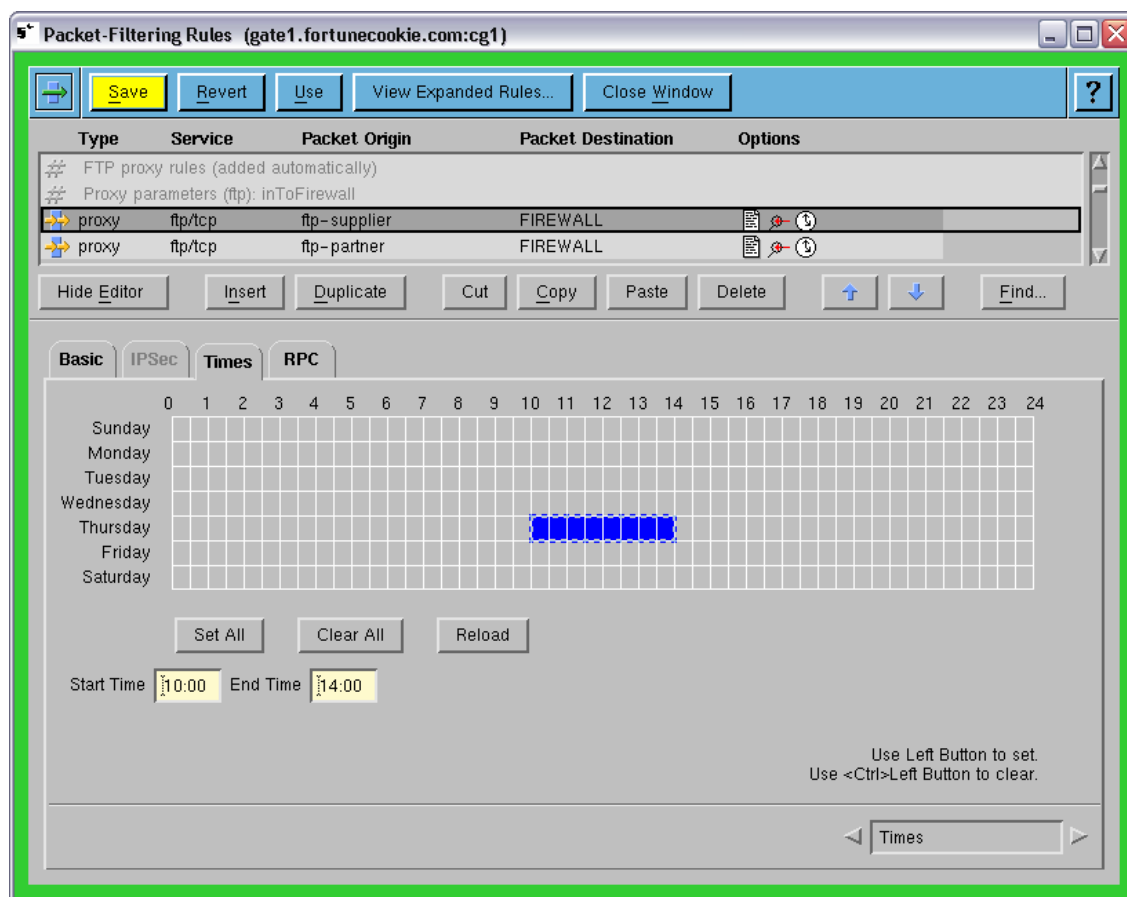 Packet-Filtering Rules (gate1.fortunecookie.com:cg1)
Save Revert Use View Expanded Rules... Close Window ?
Type Service Packet Origin Packet Destination Options
# FTP proxy rules (added automatically)
# Proxy parameters (ftp): inToFirewall
proxy ftp/tcp ftp-supplier FIREWALL
proxy ftp/tcp ftp-partner FIREWALL
Hide Editor Insert Duplicate Cut Copy Paste Delete Find...
Basic IPSec Times RPC
0 1 2 3 4 5 6 7 8 9 10 11 12 13 14 15 16 17 18 19 20 21 22 23 24
Sunday
Monday
Tuesday
Wednesday
Thursday
Friday
Saturday
Set All Clear All Reload
Start Time 10:00 End Time 14:00
Use Left Button to set.
Use <Ctrl>Left Button to clear.
Times